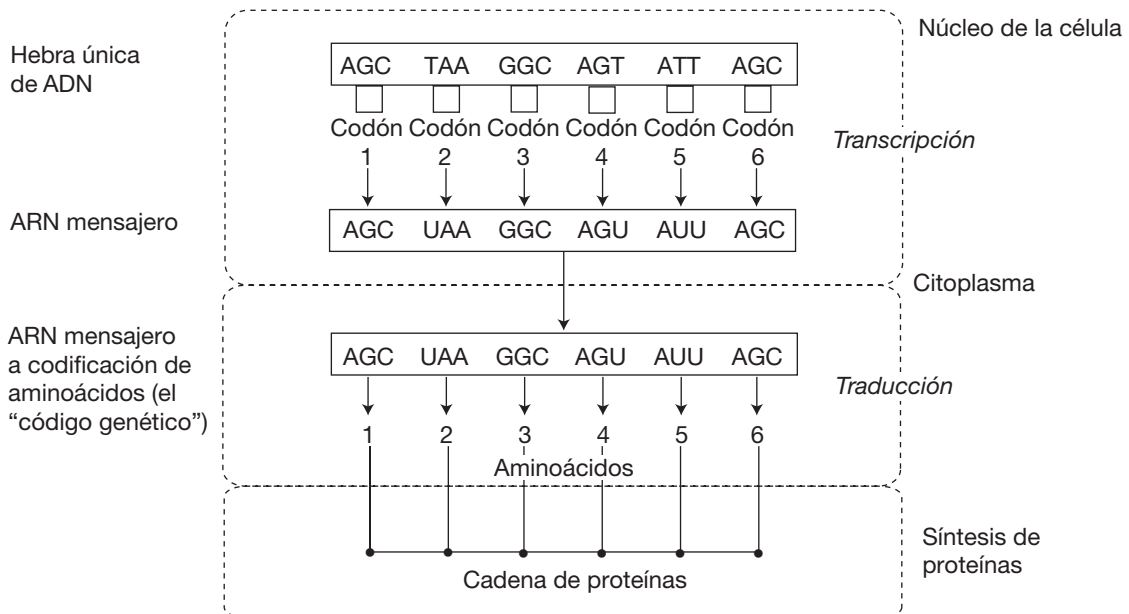 Núcleo de la célula
Hebra única
de ADN
AGC TAA GGC AGT ATT AGC
Codón Codón Codón Codón Codón Codón
1 2 3 4 5 6
Transcripción
ARN mensajero
AGC UAA GGC AGU AUU AGC
Citoplasma
ARN mensajero
a codificación de
aminoácidos (el
“código genético”)
AGC UAA GGC AGU AUU AGC
Traducción
1 2 3 4 5 6
Aminoácidos
Síntesis de
proteínas
Cadena de proteínas